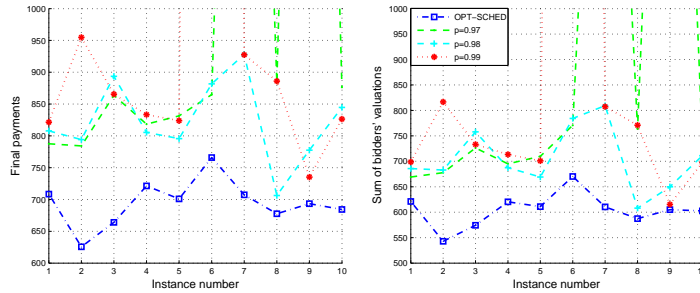 1000
950
900
850
800
750
700
650
600
Final payments
1 2 3 4 5 6 7 8 9 10
Instance number
1000
950
900
850
800
750
700
650
600
550
500
Sum of bidders' valuations
OPT−SCHED
p=0.97
p=0.98
p=0.99
1 2 3 4 5 6 7 8 9 1
Instance number